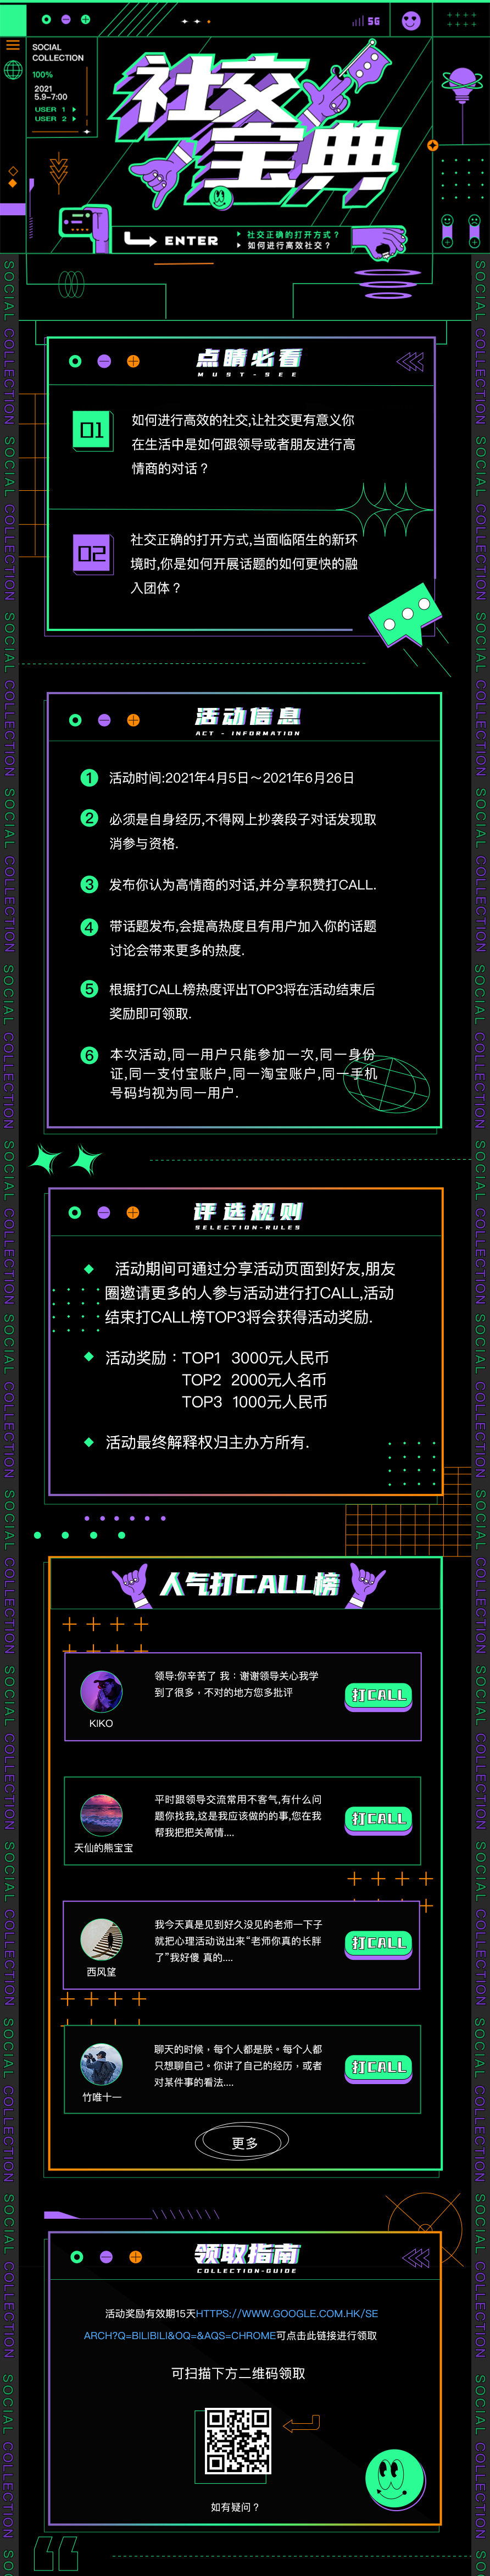 5G
SOCIAL
COLLECTION
100%
2021
5.9-7:00
USER 1
USER 2
社交
宝典
ENTER
社交正确的打开方式？
如何进行高效社交？
点睛必看
MUST-SEE
01
如何进行高效的社交,让社交更有意义你
在生活中是如何跟领导或者朋友进行高
情商的对话？
02
社交正确的打开方式,当面临陌生的新环
境时,你是如何开展话题的如何更快的融
入团体？
活动信息
ACT - INFORMATION
1 活动时间:2021年4月5日～2021年6月26日
2 必须是自身经历,不得网上抄袭段子对话发现取
消参与资格.
3 发布你认为高情商的对话,并分享积赞打CALL.
4 带话题发布,会提高热度且有用户加入你的话题
讨论会带来更多的热度.
5 根据打CALL榜热度评出TOP3将在活动结束后
奖励即可领取.
6 本次活动,同一用户只能参加一次,同一身份
证,同一支付宝账户,同一淘宝账户,同一手机
号码均视为同一用户.
评选规则
SELECTION-RULES
活动期间可通过分享活动页面到好友,朋友
圈邀请更多的人参与活动进行打CALL,活动
结束打CALL榜TOP3将会获得活动奖励.
活动奖励：TOP1 3000元人民币
TOP2 2000元人名币
TOP3 1000元人民币
活动最终解释权归主办方所有.
人气打CALL榜
领导:你辛苦了 我：谢谢领导关心我学
到了很多，不对的地方您多批评
KIKO
打CALL
平时跟领导交流常用不客气,有什么问
题你找我,这是我应该做的的事,您在我
帮我把把关高情....
天仙的熊宝宝
打CALL
我今天真是见到好久没见的老师一下子
就把心理活动说出来“老师你真的长胖
了”我好傻 真的....
西风望
打CALL
聊天的时候，每个人都是朕。每个人都
只想聊自己。你讲了自己的经历，或者
对某件事的看法....
竹唯十一
打CALL
更多
领取指南
COLLECTION-GUIDE
活动奖励有效期15天HTTPS://WWW.GOOGLE.COM.HK/SE
ARCH?Q=BILIBILI&OQ=&AQS=CHROME可点击此链接进行领取
可扫描下方二维码领取
如有疑问？
SOCIAL COLLECTION
SOCIAL COLLECTION